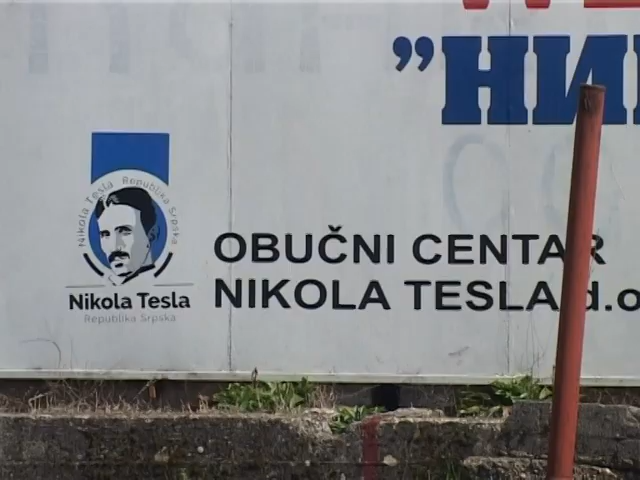 "НИ
Nikola Tesla Republika Srpska
OBUČNI CENTAR
NIKOLA TESLA d.o
Nikola Tesla
Republika Srpska